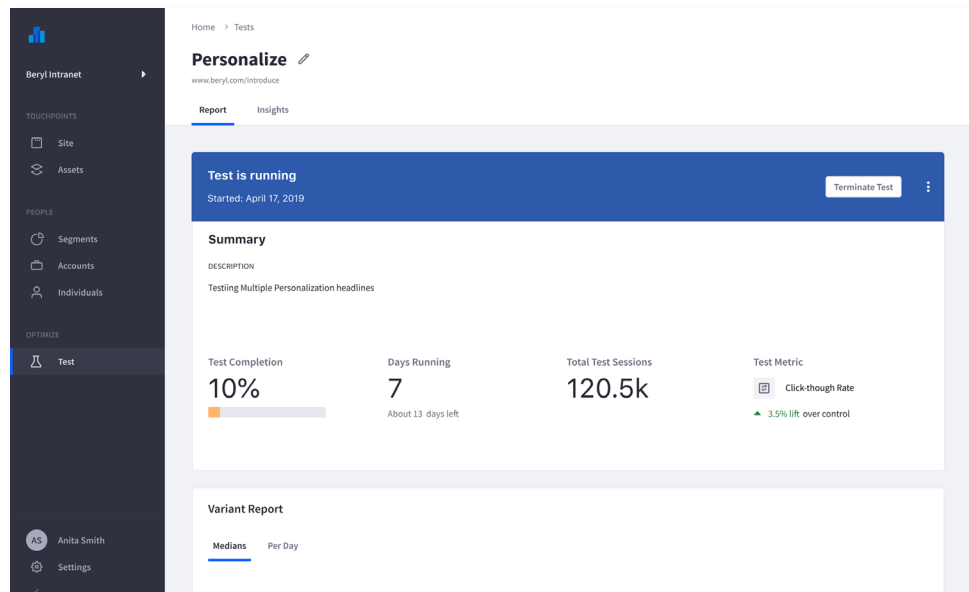 Beryl Intranet
TOUCHPOINTS
Site
Assets
PEOPLE
Segments
Accounts
Individuals
OPTIMIZE
Test
AS Anita Smith
Settings
Home > Tests
Personalize
www.beryl.com/introduce
Report Insights
Test is running
Started: April 17, 2019
Terminate Test
Summary
DESCRIPTION
Testiing Multiple Personalization headlines
Test Completion
10%
Days Running
7
About 13 days left
Total Test Sessions
120.5k
Test Metric
Click-though Rate
3.5% lift over control
Variant Report
Medians Per Day